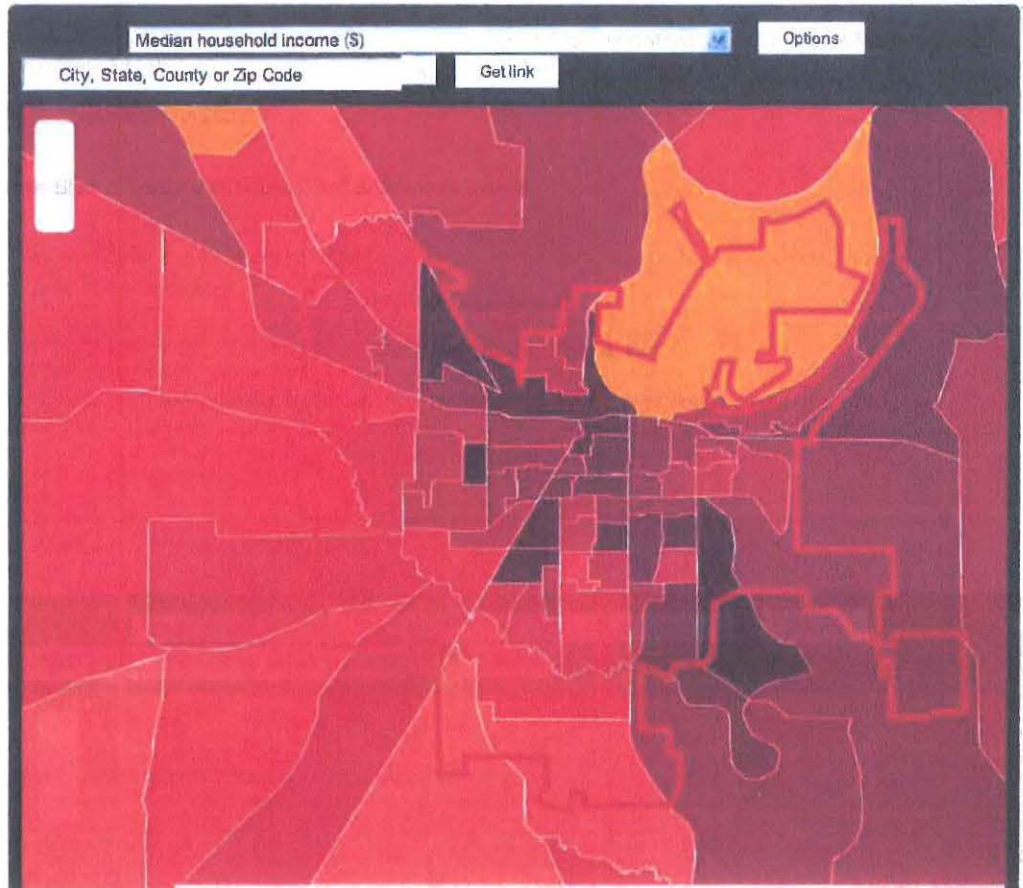 Median household income ($)
Options
City, State, County or Zip Code
Get link